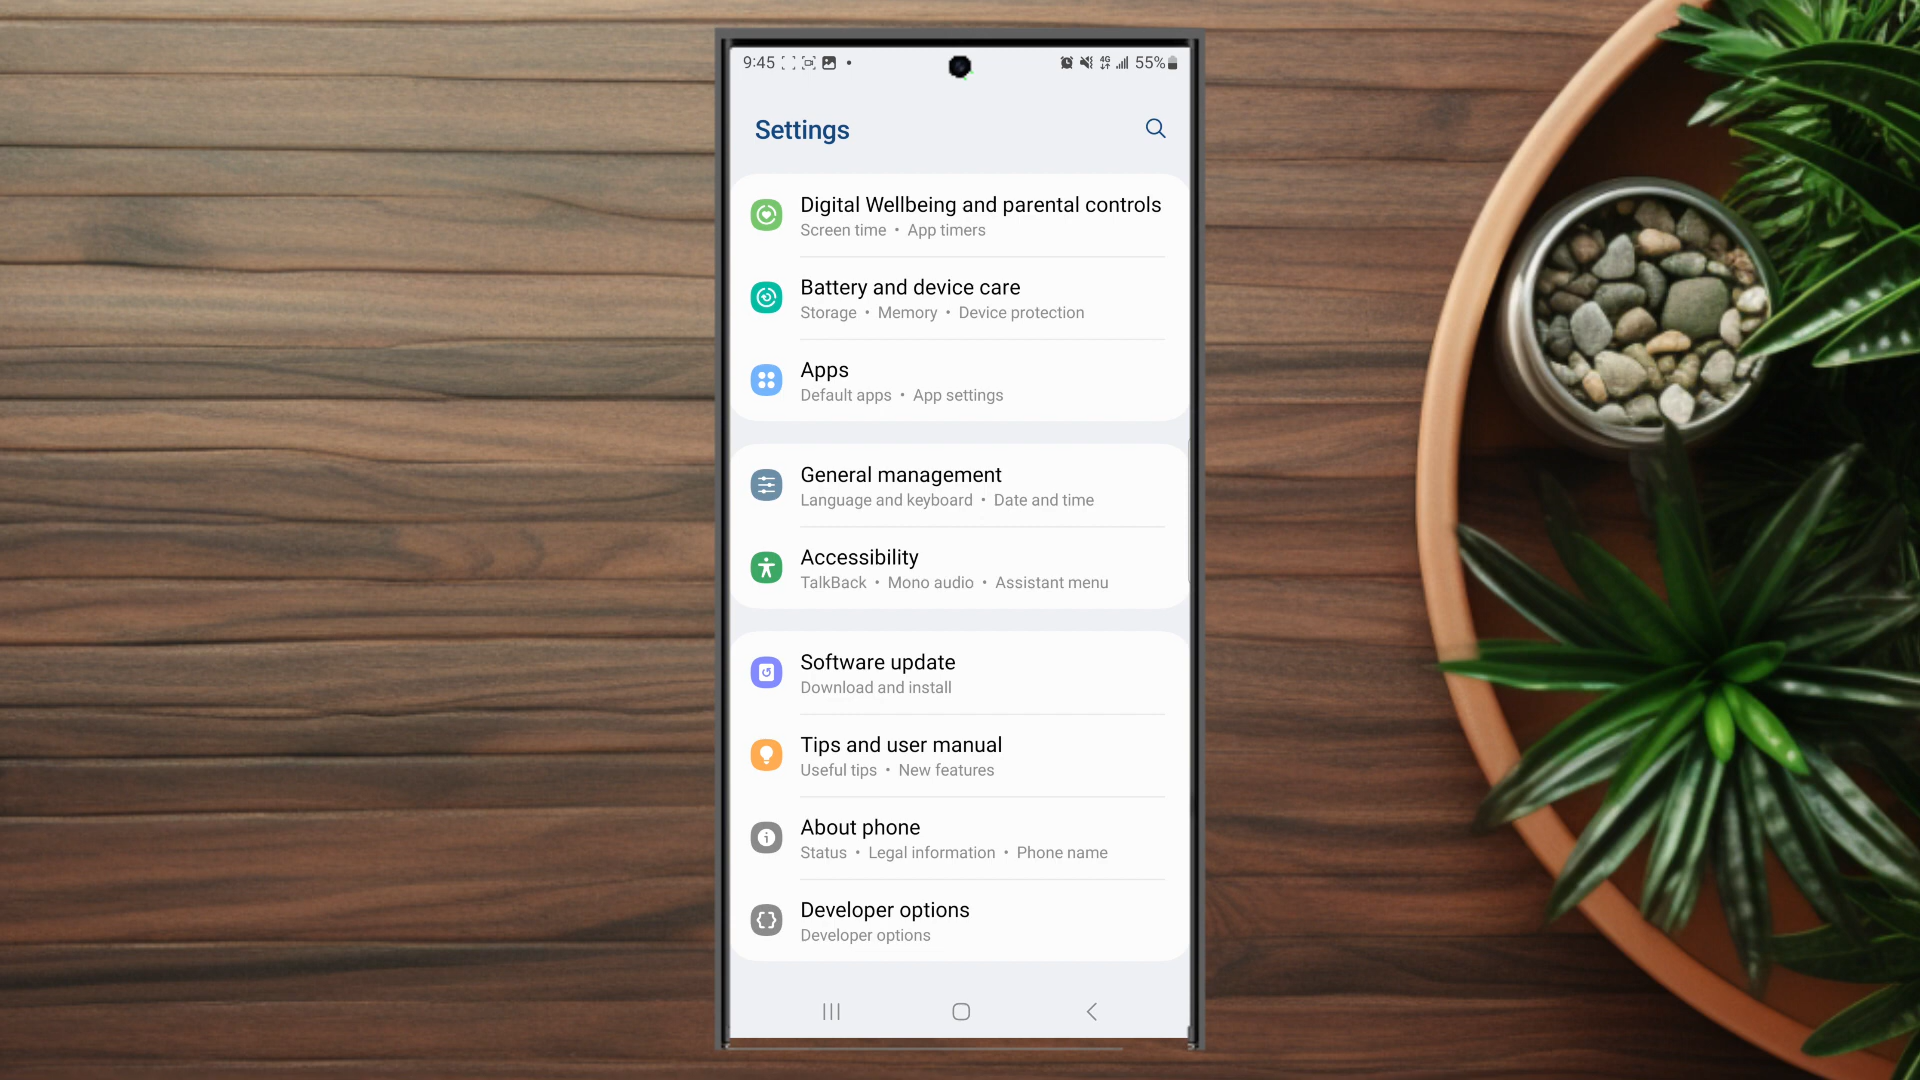 9:45 4G 55%
Settings
Digital Wellbeing and parental controls
Screen time • App timers
Battery and device care
Storage • Memory • Device protection
Apps
Default apps • App settings
General management
Language and keyboard • Date and time
Accessibility
TalkBack • Mono audio • Assistant menu
Software update
Download and install
Tips and user manual
Useful tips • New features
About phone
Status • Legal information • Phone name
Developer options
Developer options